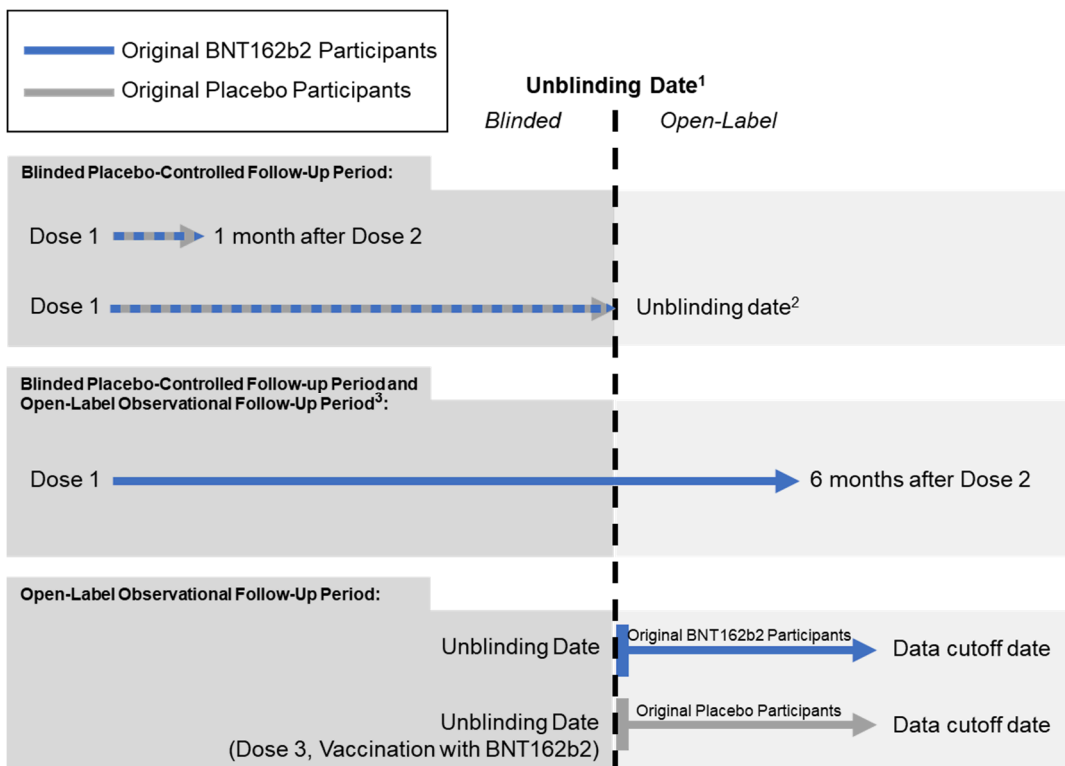 Original BNT162b2 Participants
Original Placebo Participants
Unblinding Date¹
Blinded
Open-Label
Blinded Placebo-Controlled Follow-Up Period:
Dose 1
1 month after Dose 2
Dose 1
Unblinding date²
Blinded Placebo-Controlled Follow-up Period and
Open-Label Observational Follow-Up Period³:
Dose 1
6 months after Dose 2
Open-Label Observational Follow-Up Period:
Unblinding Date
Original BNT162b2 Participants
Data cutoff date
Unblinding Date
(Dose 3, Vaccination with BNT162b2)
Original Placebo Participants
Data cutoff date